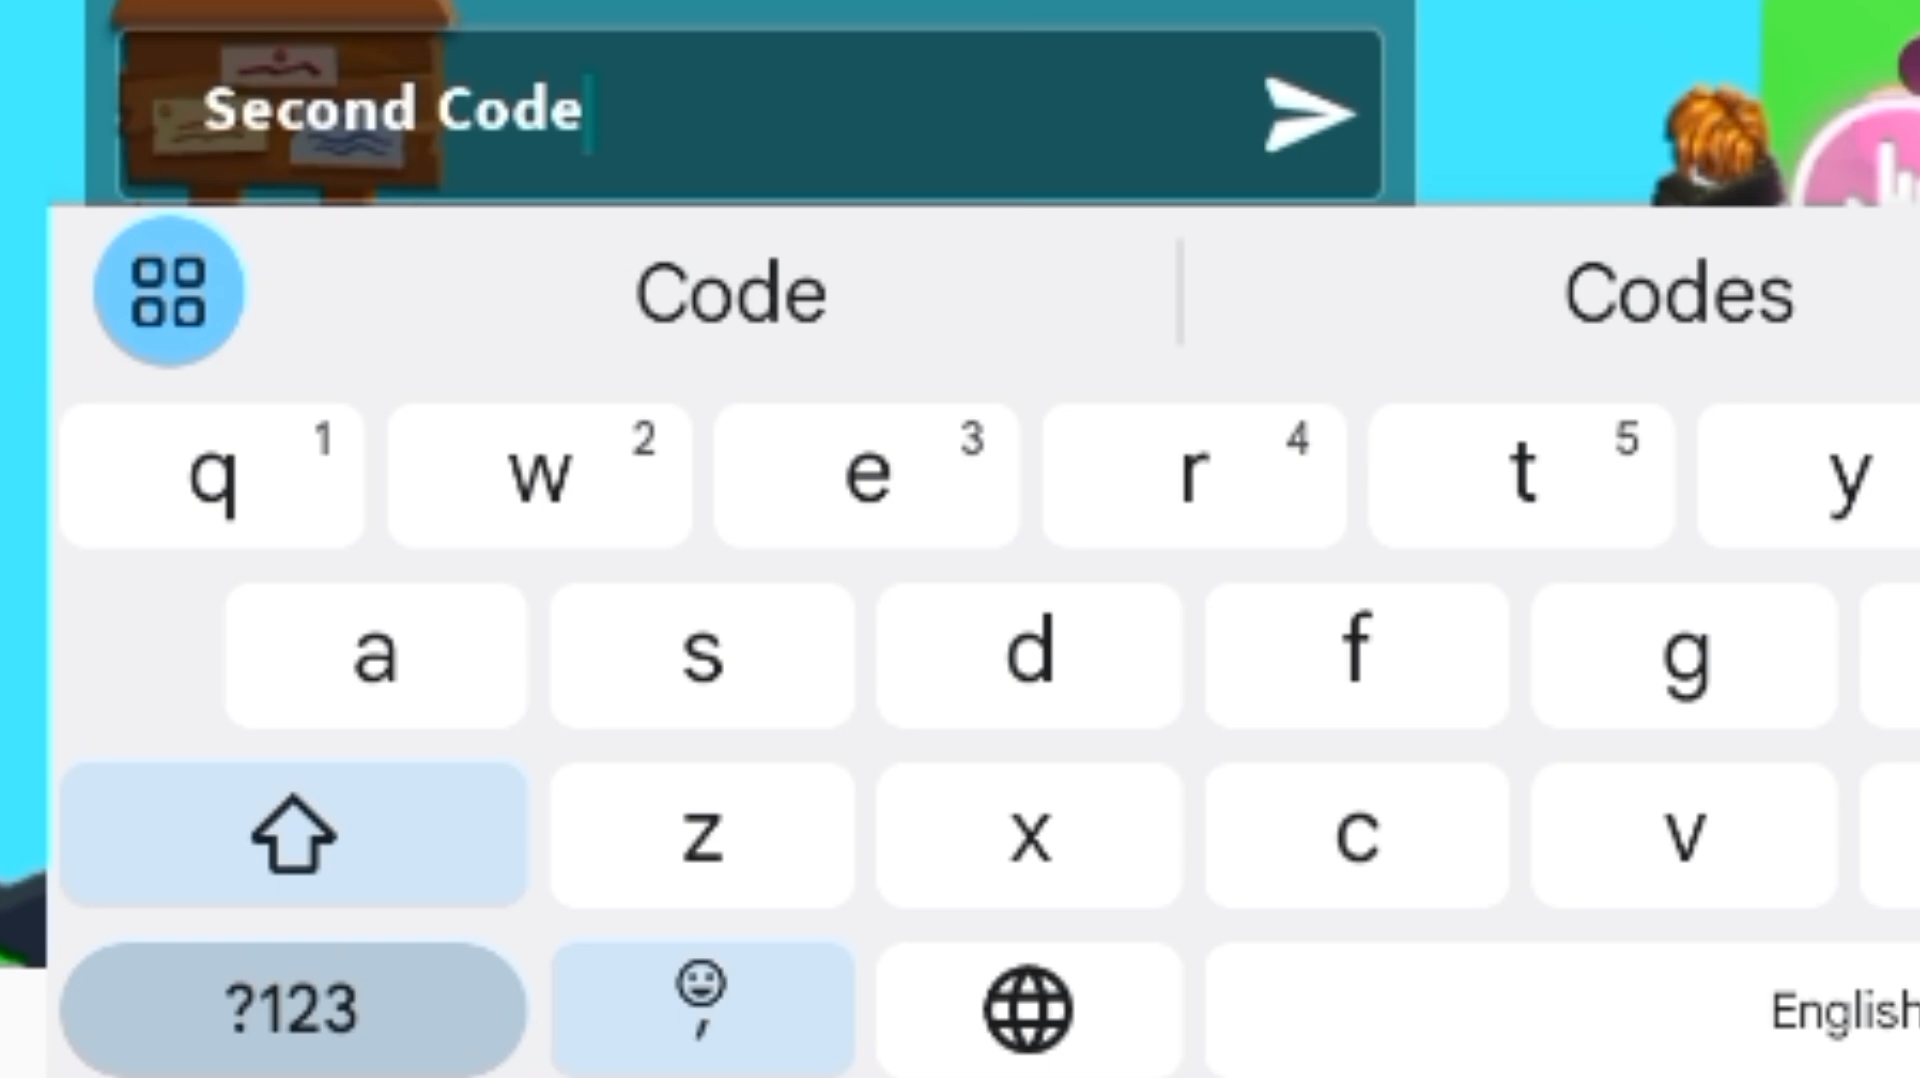 Second Code
Code Codes
q 1 w 2 e 3 r 4 t 5 y
a s d f g
z x c v
?123 , English